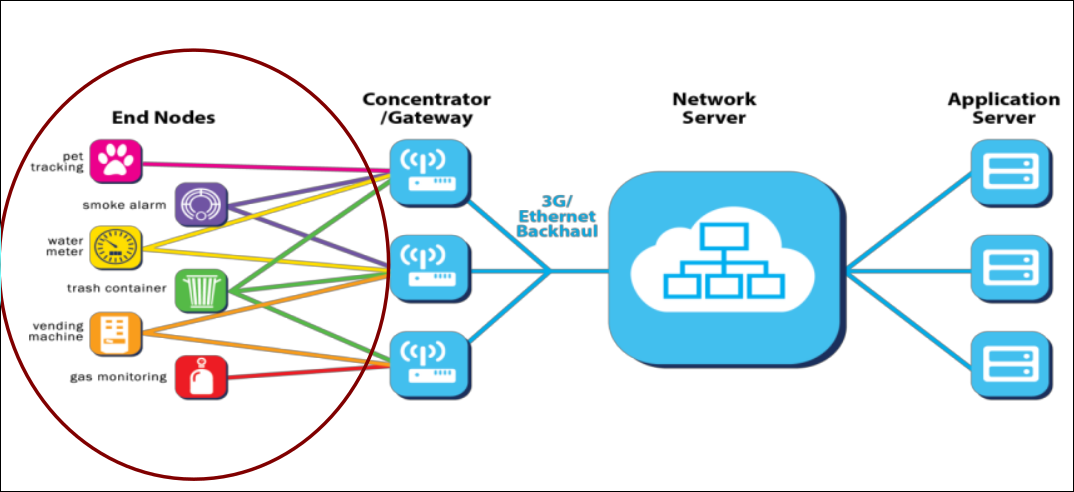 End Nodes
pet
tracking
smoke alarm
water
meter
trash container
vending
machine
gas monitoring
Concentrator
/Gateway
3G/
Ethernet
Backhaul
Network
Server
Application
Server